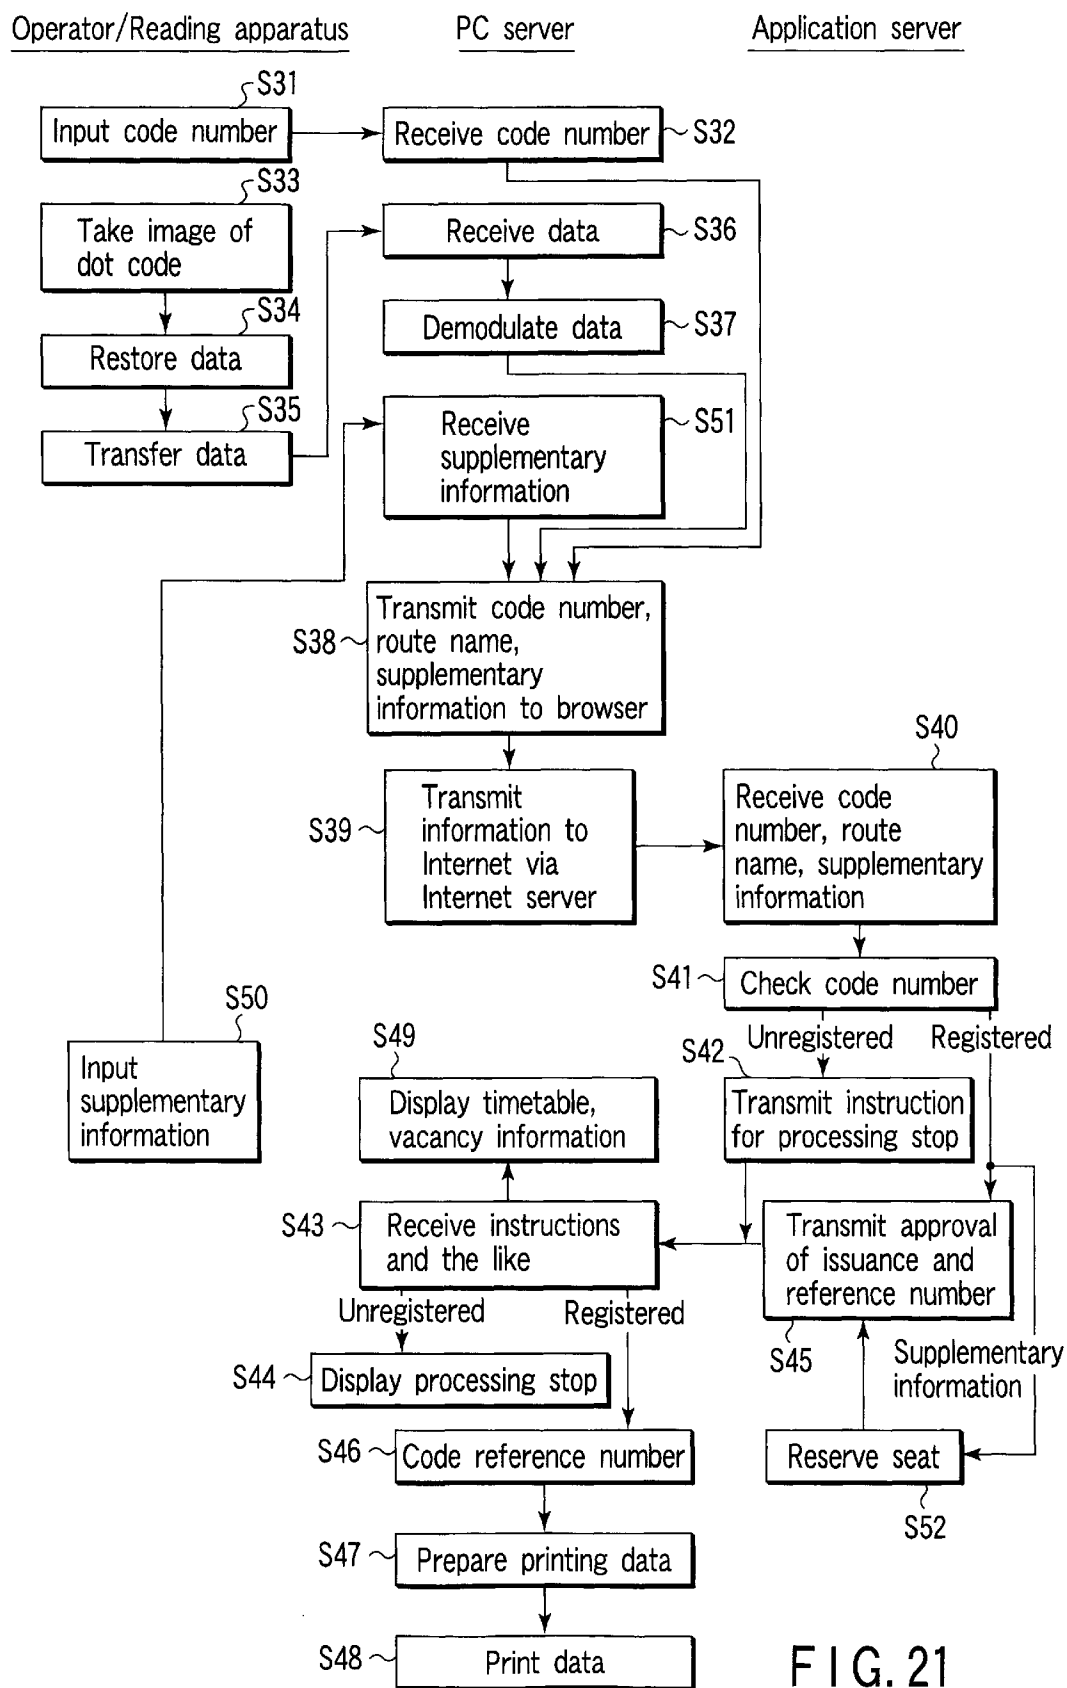 Operator/Reading apparatus
PC server
Application server
S31
Input code number
Receive code number
S32
S33
Take image of
dot code
Receive data
S36
S34
Restore data
Demodulate data
S37
S35
Transfer data
Receive
supplementary
information
S51
S38
Transmit code number,
route name,
supplementary
information to browser
S39
Transmit
information to
Internet via
Internet server
S40
Receive code
number, route
name, supplementary
information
S41
Check code number
Unregistered
Registered
S50
Input
supplementary
information
S49
Display timetable,
vacancy information
S42
Transmit instruction
for processing stop
S43
Receive instructions
and the like
Transmit approval
of issuance and
reference number
S45
Unregistered
Registered
Supplementary
information
S44
Display processing stop
S46
Code reference number
Reserve seat
S52
S47
Prepare printing data
S48
Print data
FIG. 21